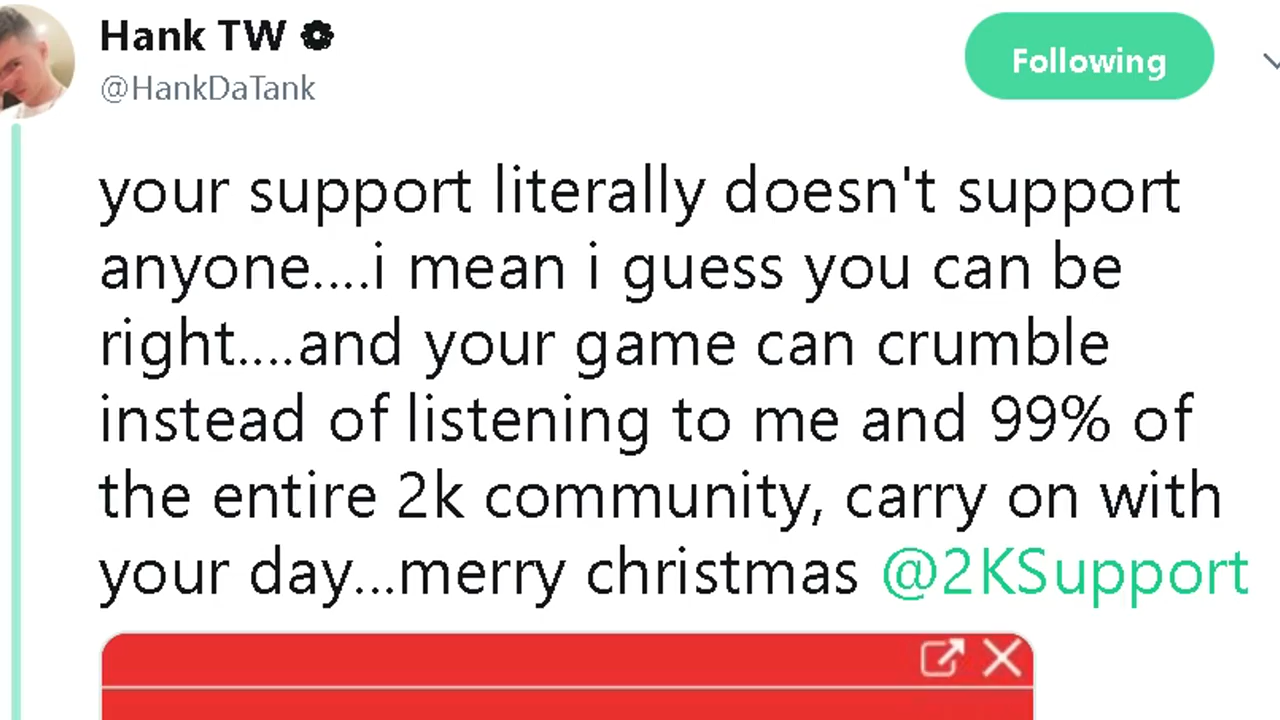 Hank TW
@HankDaTank
Following
your support literally doesn't support
anyone....i mean i guess you can be
right....and your game can crumble
instead of listening to me and 99% of
the entire 2k community, carry on with
your day...merry christmas @2KSupport